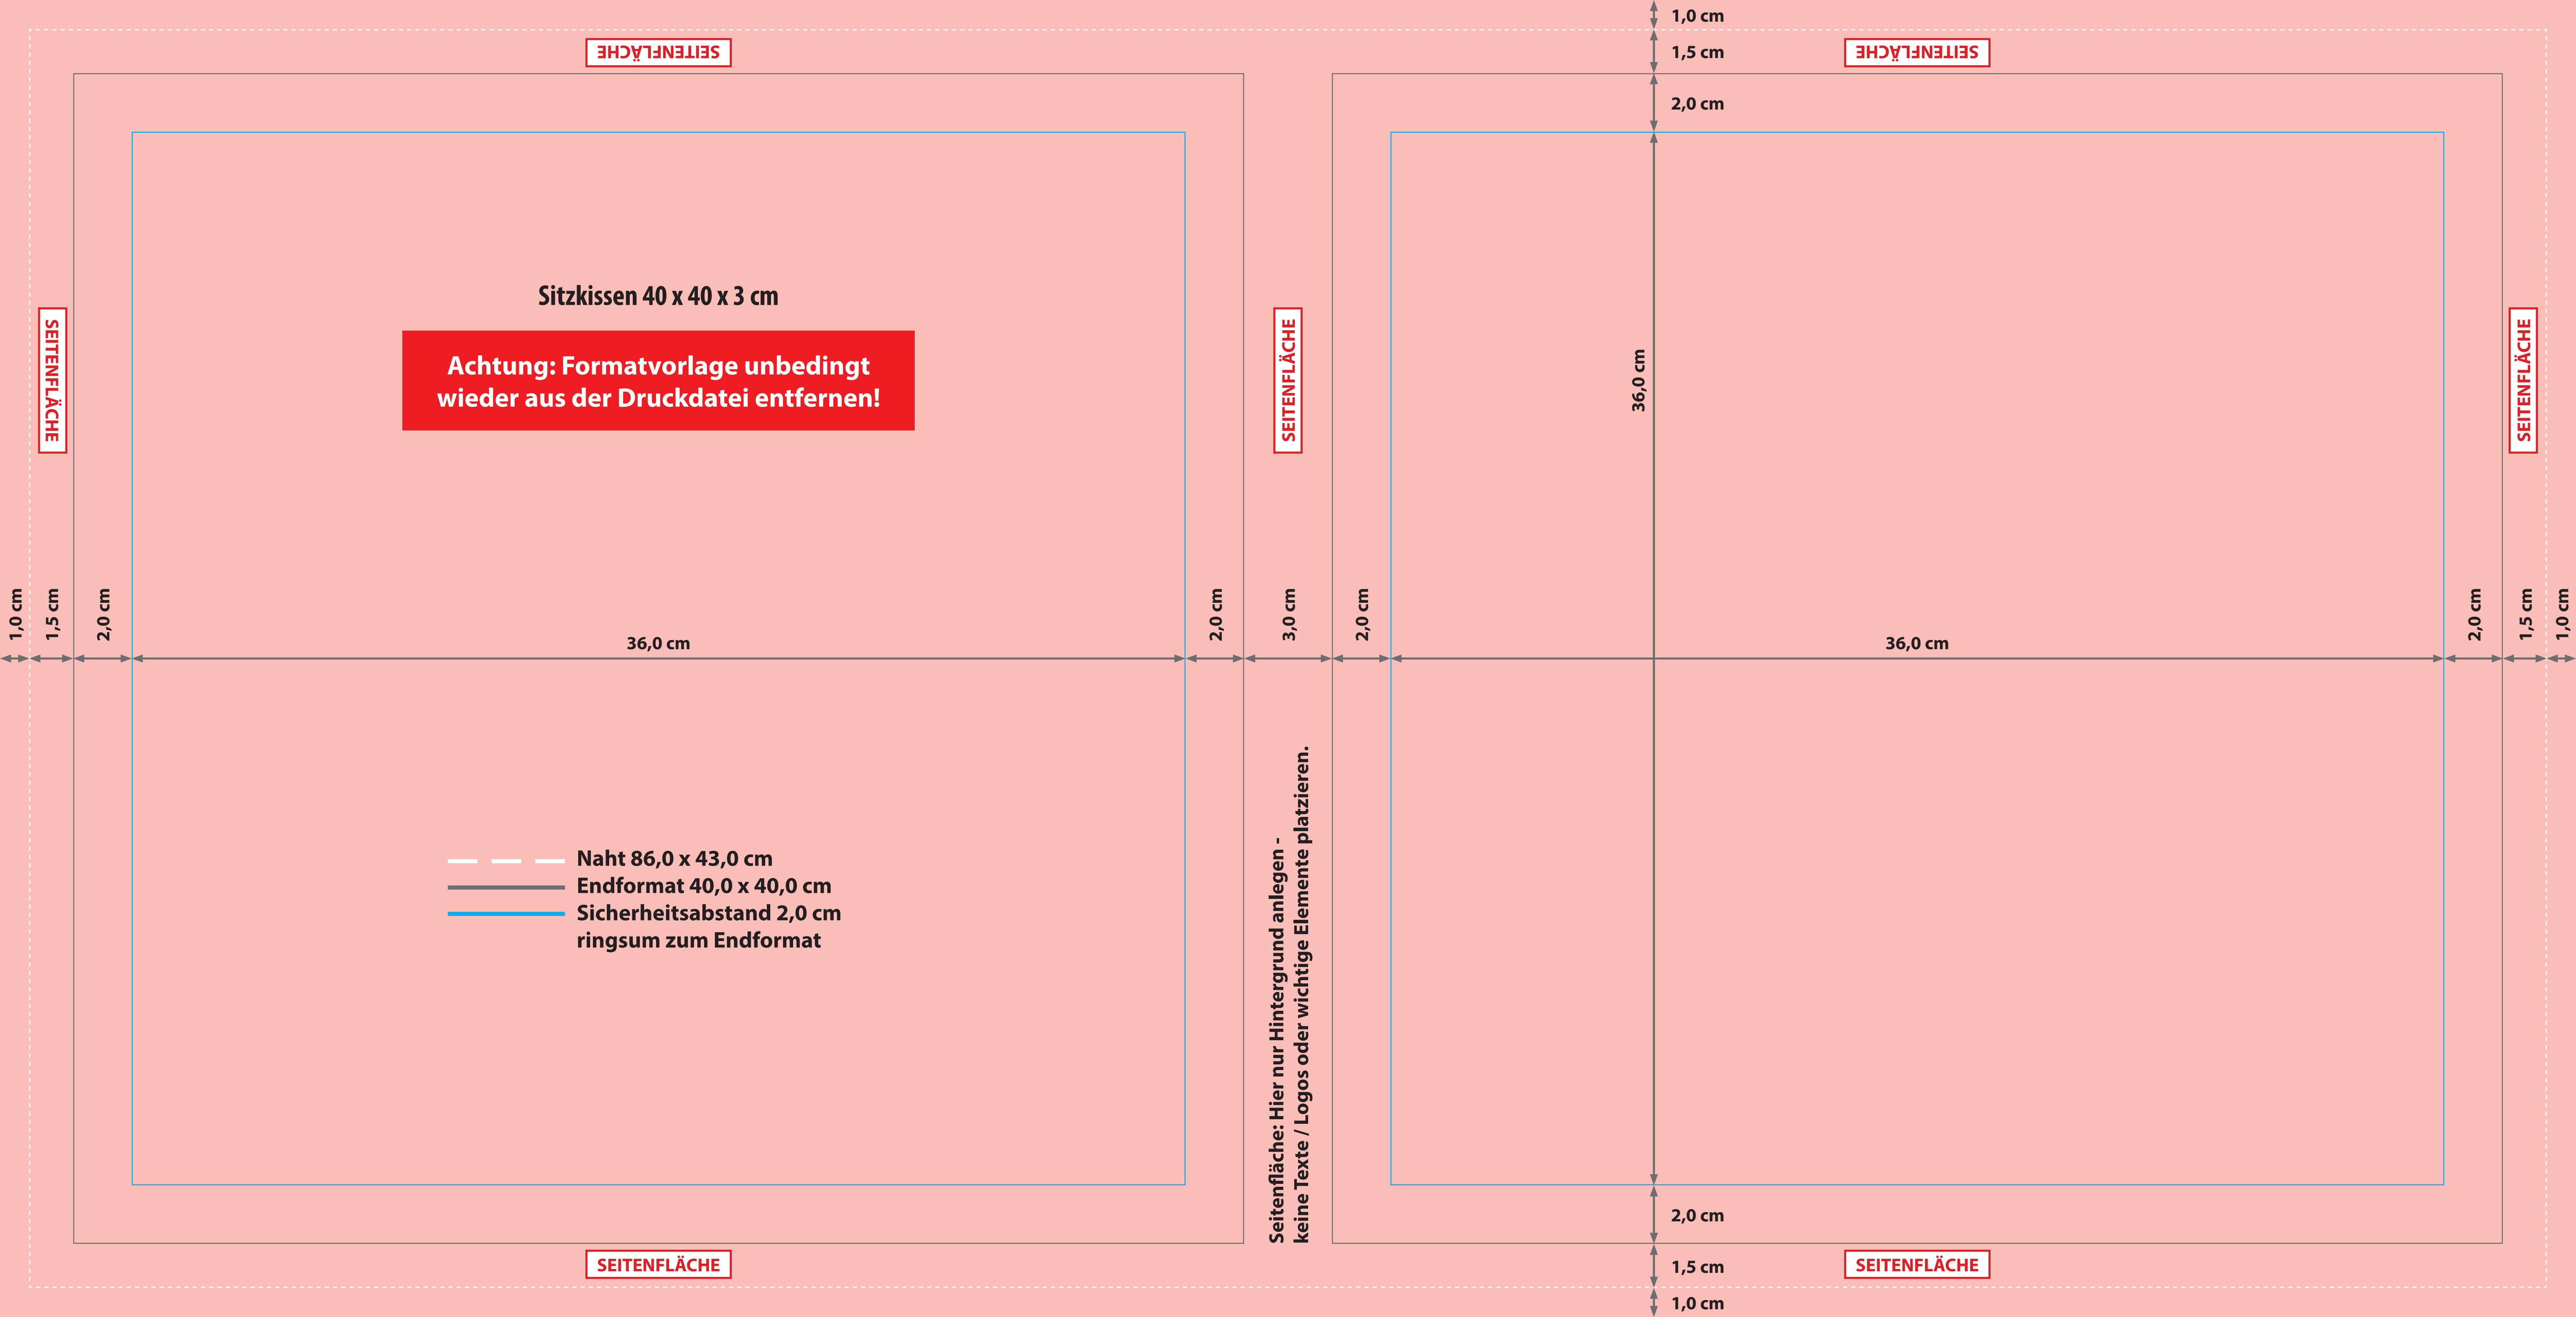 1,0 cm
1,5 cm
2,0 cm
SEITENFLÄCHE
SEITENFLÄCHE
Sitzkissen 40 x 40 x 3 cm
Achtung: Formatvorlage unbedingt
wieder aus der Druckdatei entfernen!
SEITENFLÄCHE
SEITENFLÄCHE
SEITENFLÄCHE
36,0 cm
1,0 cm
1,5 cm
2,0 cm
36,0 cm
2,0 cm
3,0 cm
2,0 cm
36,0 cm
2,0 cm
1,5 cm
1,0 cm
Naht 86,0 x 43,0 cm
Endformat 40,0 x 40,0 cm
Sicherheitsabstand 2,0 cm
ringsum zum Endformat
Seitenfläche: Hier nur Hintergrund anlegen -
keine Texte / Logos oder wichtige Elemente platzieren.
2,0 cm
SEITENFLÄCHE
1,5 cm
SEITENFLÄCHE
1,0 cm